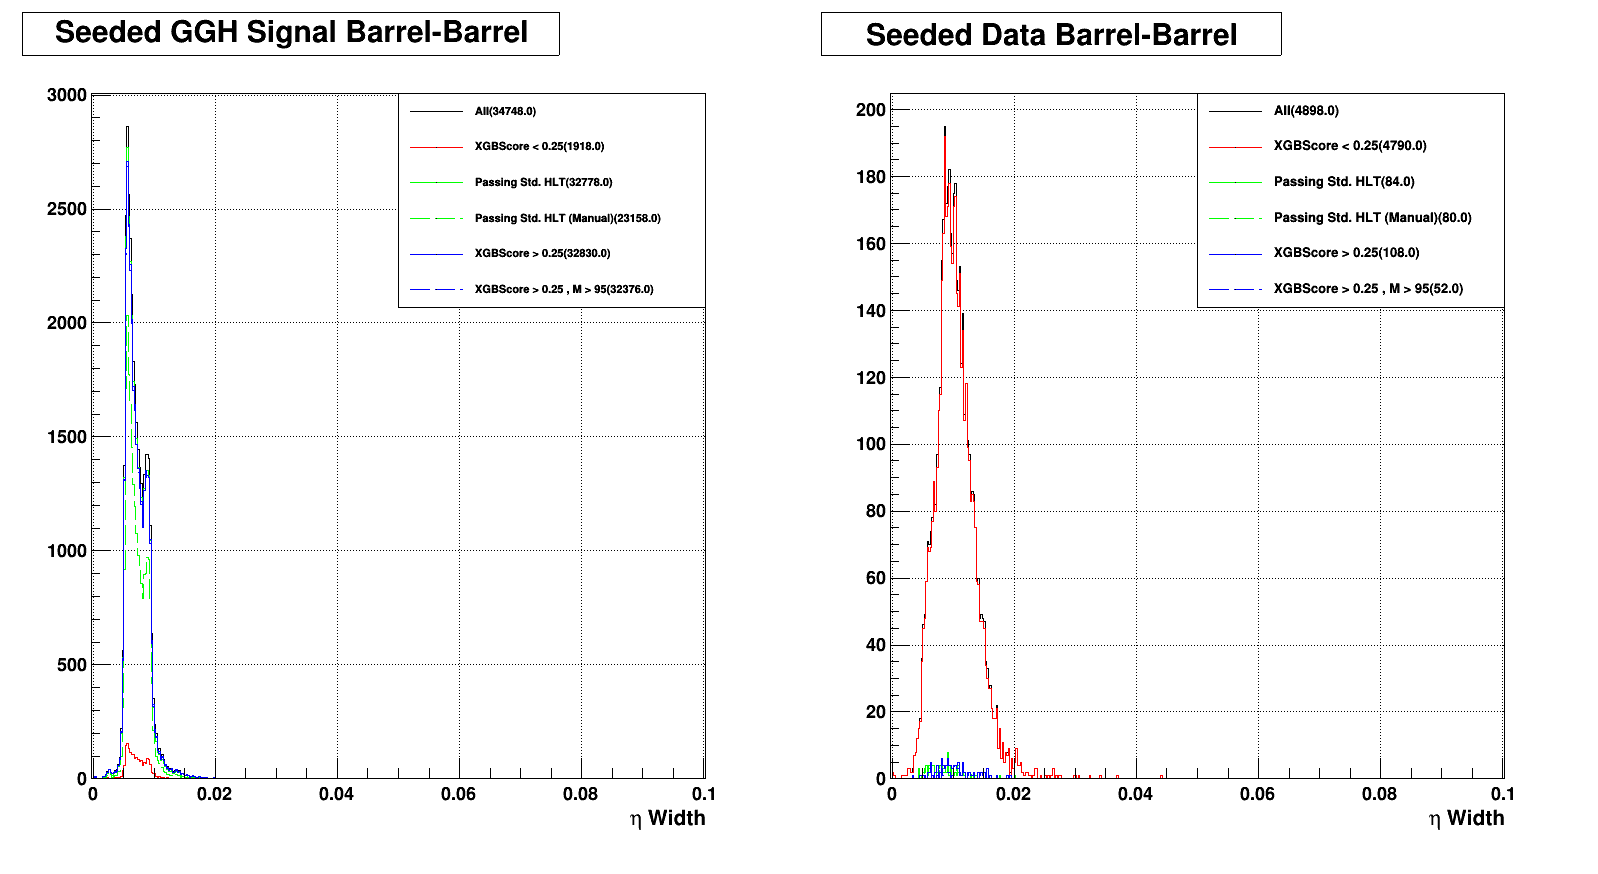 Seeded GGH Signal Barrel-Barrel
3000
2500
2000
1500
1000
500
0
All(34748.0)
XGBScore < 0.25(1918.0)
Passing Std. HLT(32778.0)
Passing Std. HLT (Manual)(23158.0)
XGBScore > 0.25(32830.0)
XGBScore > 0.25 , M > 95(32376.0)
0 0.02 0.04 0.06 0.08 0.1
η Width
Seeded Data Barrel-Barrel
200
180
160
140
120
100
80
60
40
20
0
All(4898.0)
XGBScore < 0.25(4790.0)
Passing Std. HLT(84.0)
Passing Std. HLT (Manual)(80.0)
XGBScore > 0.25(108.0)
XGBScore > 0.25 , M > 95(52.0)
0 0.02 0.04 0.06 0.08 0.1
η Width